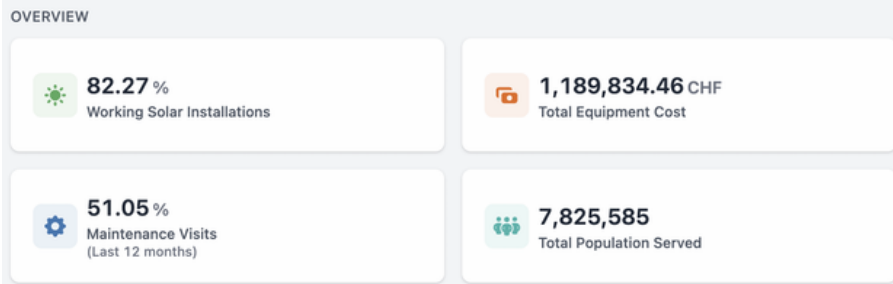 OVERVIEW
82.27 %
Working Solar Installations
1,189,834.46 CHF
Total Equipment Cost
51.05 %
Maintenance Visits
(Last 12 months)
7,825,585
Total Population Served